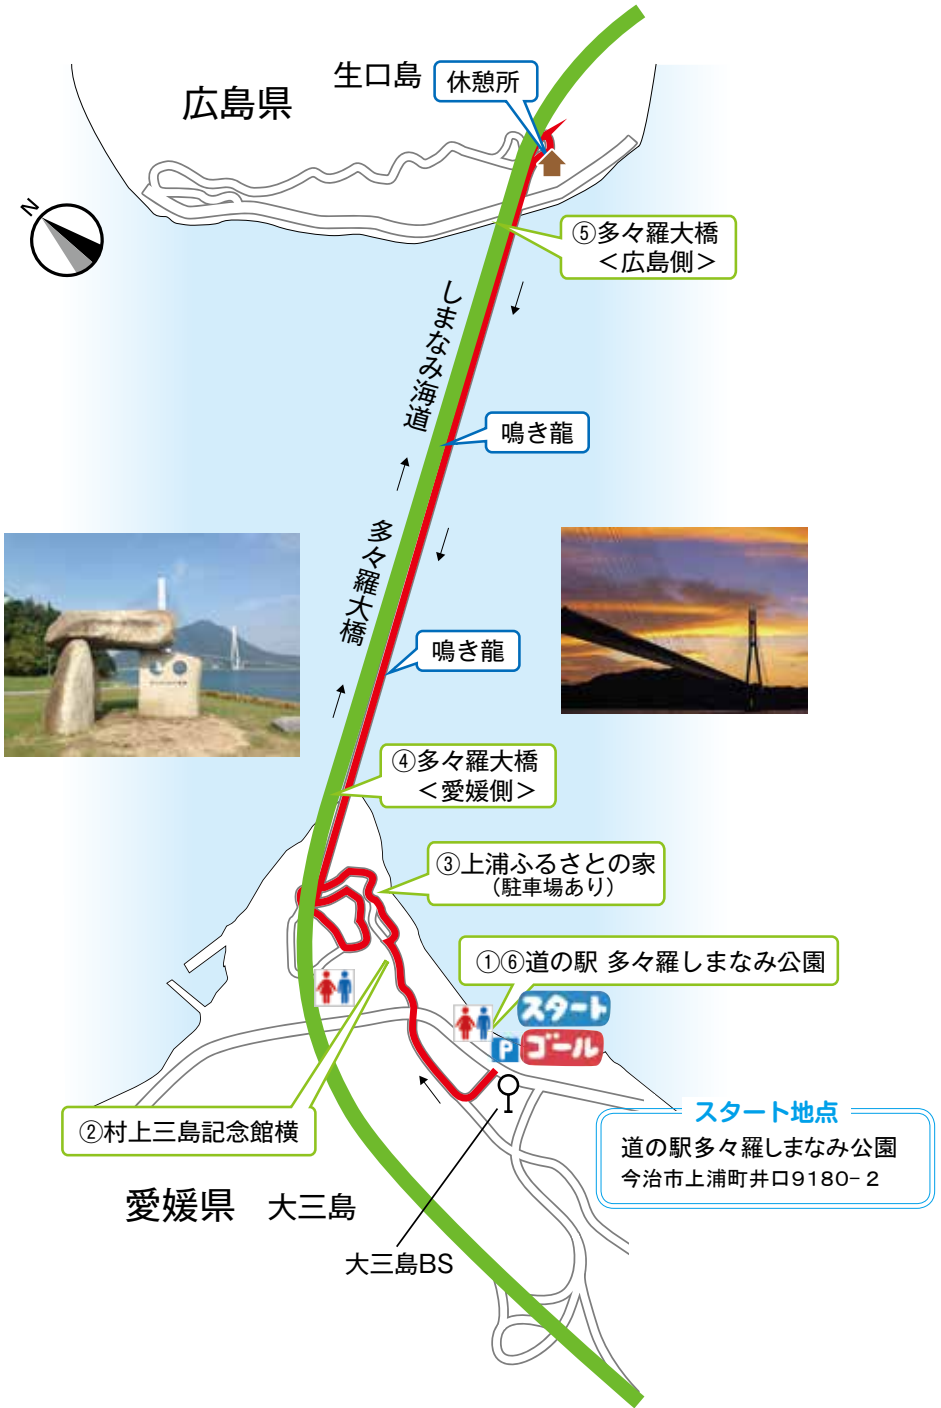 生口島
広島県
休憩所
N
⑤多々羅大橋
＜広島側＞
しまなみ海道
鳴き龍
多々羅大橋
鳴き龍
④多々羅大橋
＜愛媛側＞
③上浦ふるさとの家
（駐車場あり）
①⑥道の駅 多々羅しまなみ公園
スタート
P
ゴール
②村上三島記念館横
スタート地点
道の駅多々羅しまなみ公園
今治市上浦町井口9180-2
愛媛県 大三島
大三島BS